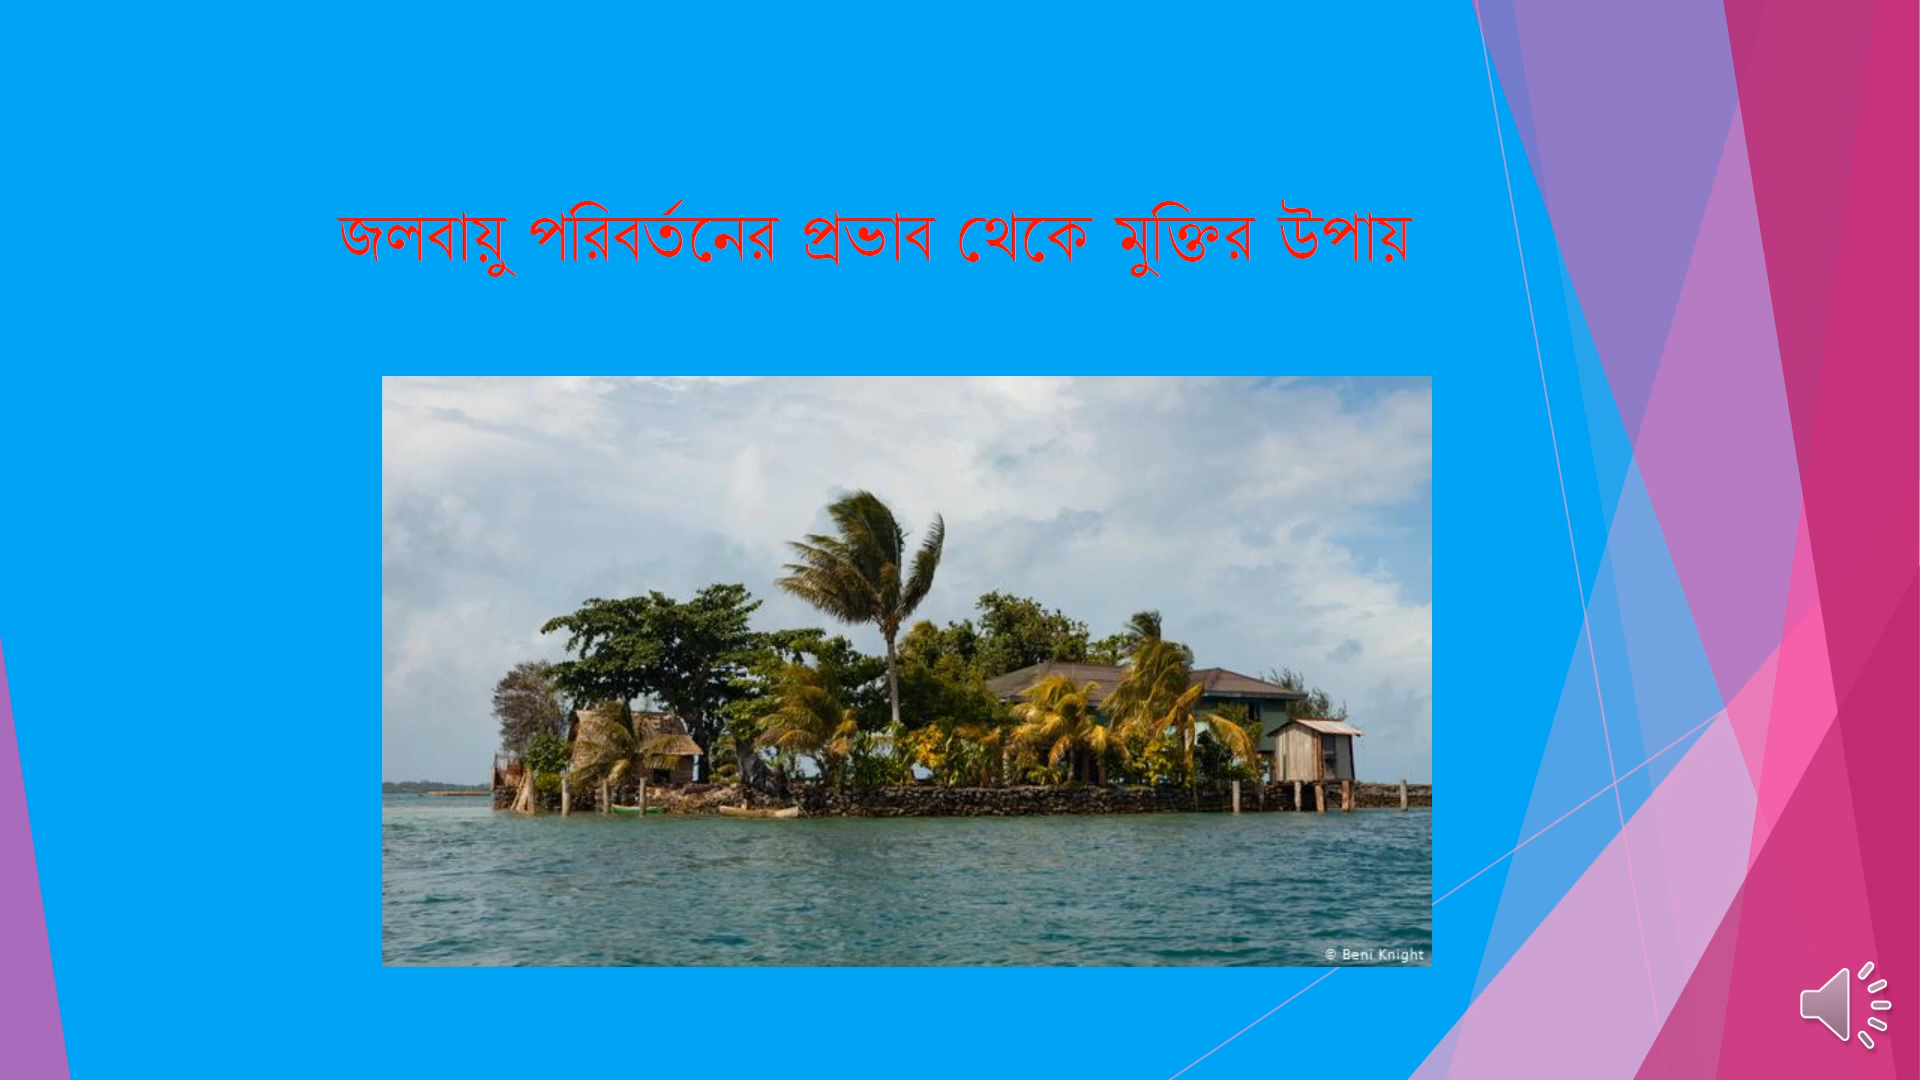 জলবায়ু পরিবর্তনের প্রভাব থেকে মুক্তির উপায়
© Beni Knight